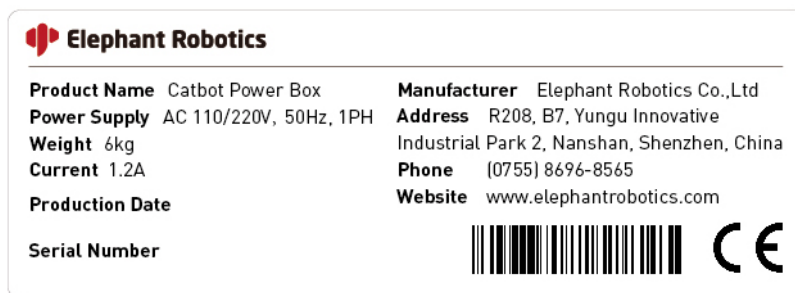 Elephant Robotics
Product Name Catbot Power Box
Power Supply AC 110/220V, 50Hz, 1PH
Weight 6kg
Current 1.2A
Production Date
Serial Number
Manufacturer Elephant Robotics Co.,Ltd
Address R208, B7, Yungu Innovative
Industrial Park 2, Nanshan, Shenzhen, China
Phone (0755) 8696-8565
Website www.elephantrobotics.com
CE